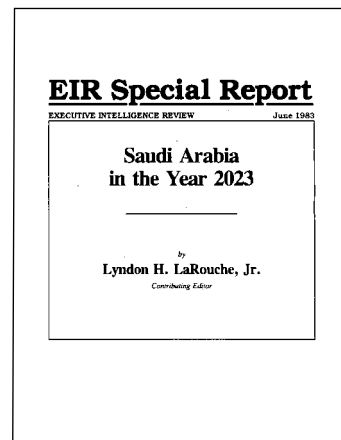 EIR Special Report
EXECUTIVE INTELLIGENCE REVIEW June 1983
Saudi Arabia
in the Year 2023
by
Lyndon H. LaRouche, Jr.
Contributing Editor